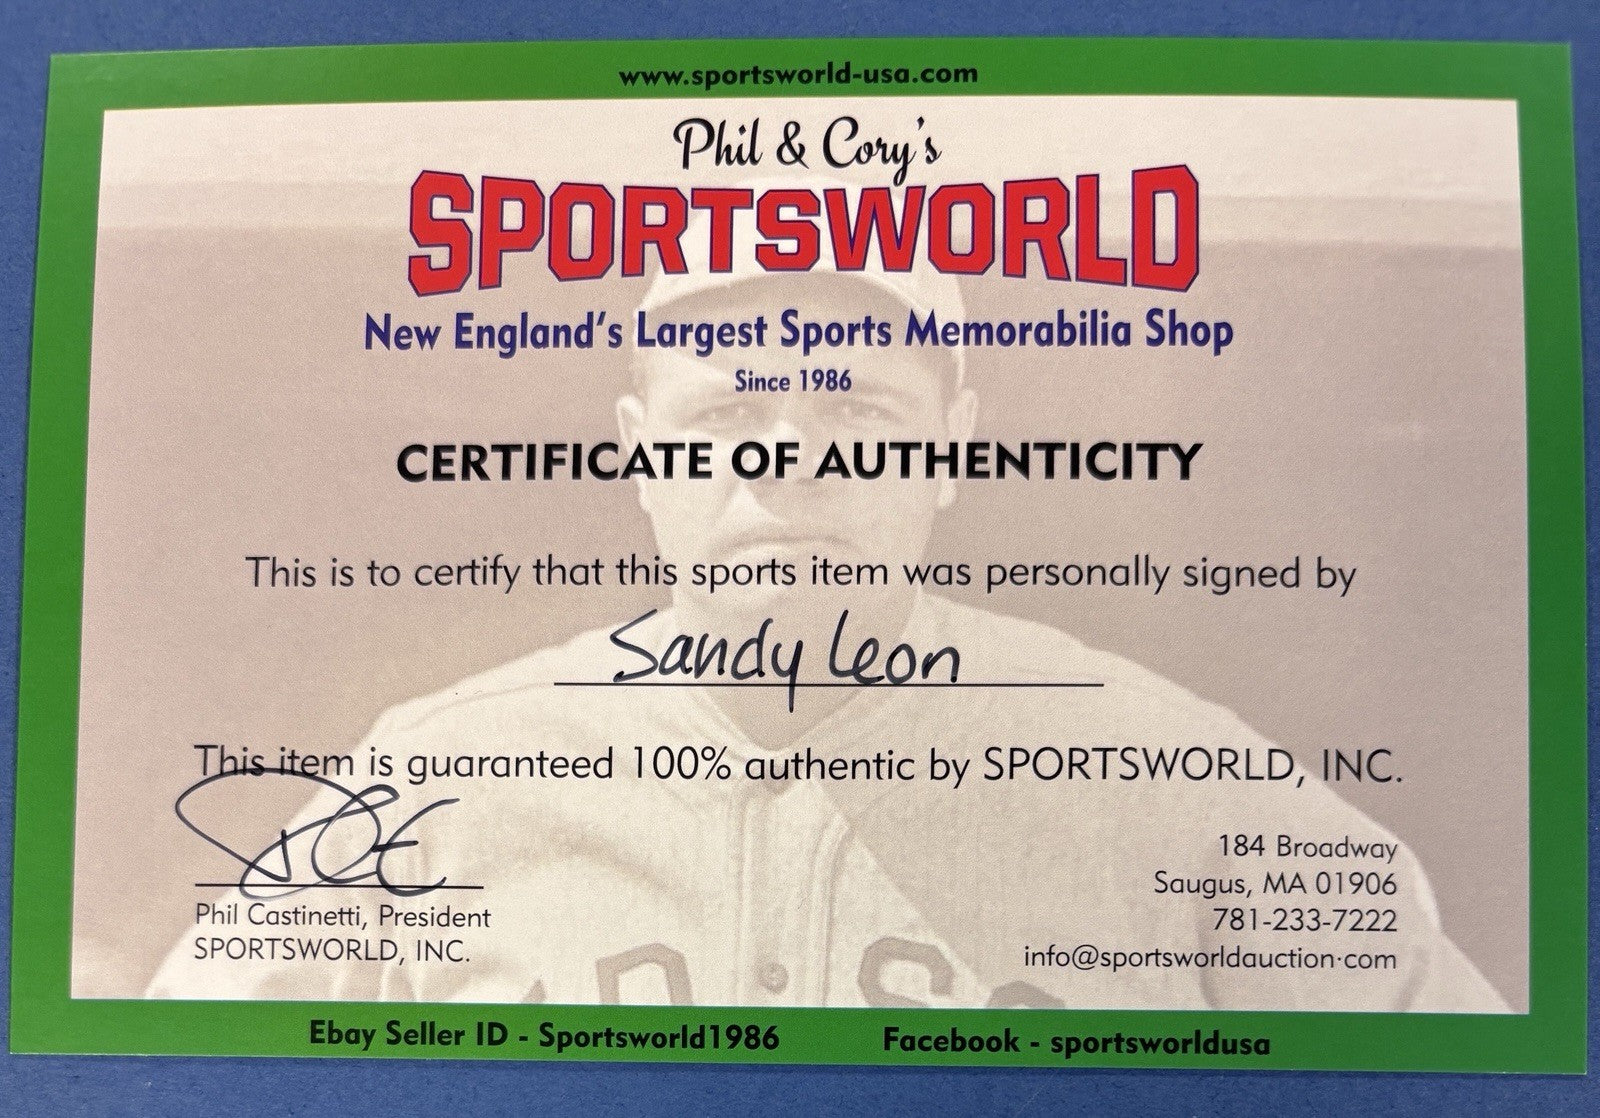 www.sportsworld-usa.com
Phil & Cory's
SPORTSWORLD
New England's Largest Sports Memorabilia Shop
Since 1986
CERTIFICATE OF AUTHENTICITY
This is to certify that this sports item was personally signed by
Sandy Leon
This item is guaranteed 100% authentic by SPORTSWORLD, INC.
184 Broadway
Saugus, MA 01906
781-233-7222
info@sportsworldauction·com
Phil Castinetti, President
SPORTSWORLD, INC.
Ebay Seller ID - Sportsworld1986
Facebook - sportsworldusa